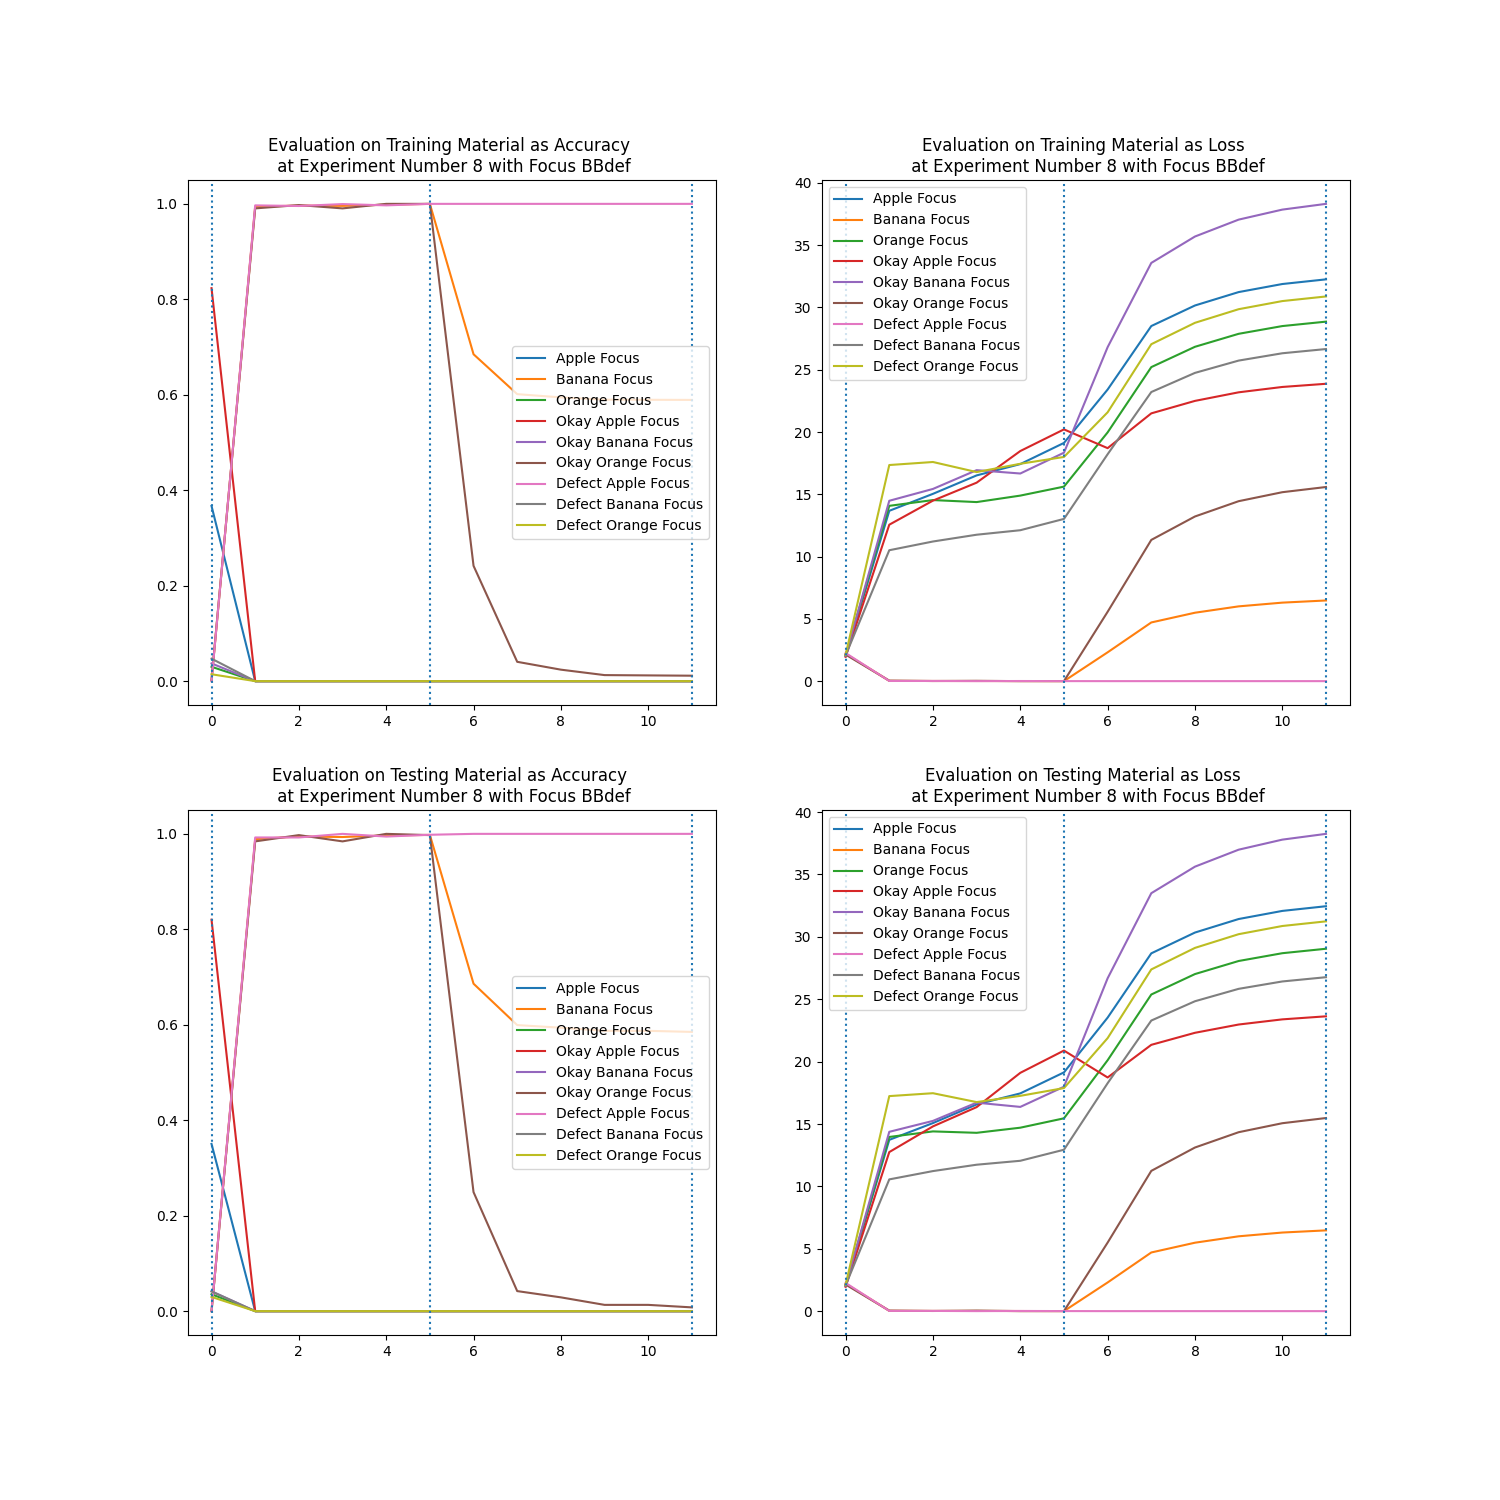 Evaluation on Training Material as Accuracy
at Experiment Number 8 with Focus BBdef
1.0
0.8
0.6
0.4
0.2
0.0
0 2 4 6 8 10
Apple Focus
Banana Focus
Orange Focus
Okay Apple Focus
Okay Banana Focus
Okay Orange Focus
Defect Apple Focus
Defect Banana Focus
Defect Orange Focus
Evaluation on Training Material as Loss
at Experiment Number 8 with Focus BBdef
40
35
30
25
20
15
10
5
0
0 2 4 6 8 10
Apple Focus
Banana Focus
Orange Focus
Okay Apple Focus
Okay Banana Focus
Okay Orange Focus
Defect Apple Focus
Defect Banana Focus
Defect Orange Focus
Evaluation on Testing Material as Accuracy
at Experiment Number 8 with Focus BBdef
1.0
0.8
0.6
0.4
0.2
0.0
0 2 4 6 8 10
Apple Focus
Banana Focus
Orange Focus
Okay Apple Focus
Okay Banana Focus
Okay Orange Focus
Defect Apple Focus
Defect Banana Focus
Defect Orange Focus
Evaluation on Testing Material as Loss
at Experiment Number 8 with Focus BBdef
40
35
30
25
20
15
10
5
0
0 2 4 6 8 10
Apple Focus
Banana Focus
Orange Focus
Okay Apple Focus
Okay Banana Focus
Okay Orange Focus
Defect Apple Focus
Defect Banana Focus
Defect Orange Focus